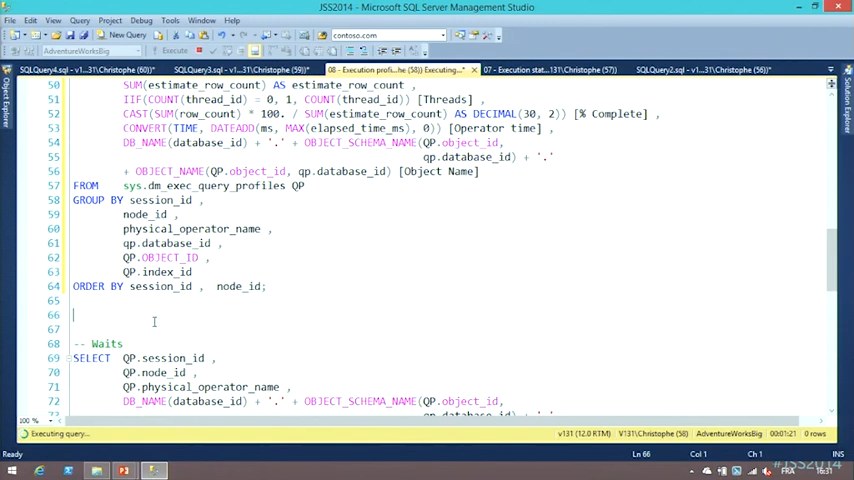 JSS2014 - Microsoft SQL Server Management Studio
File Edit View Query Project Debug Tools Window Help
New Query
contoso.com
AdventureWorksBig
Execute
Debug
SQLQuery4.sql - v1...31\Christophe (60))*
SQLQuery3.sql - v1...31\Christophe (59))*
08 - Execution profi...he (58)) Executing...*
07 - Execution stat...131\Christophe (57))
SQLQuery2.sql - v1...31\Christophe (56))*
Object Explorer
Solution Explorer
50 SUM(estimate_row_count) AS estimate_row_count ,
51 IIF(COUNT(thread_id) = 0, 1, COUNT(thread_id)) [Threads] ,
52 CAST(SUM(row_count) * 100. / SUM(estimate_row_count) AS DECIMAL(30, 2)) [% Complete] ,
53 CONVERT(TIME, DATEADD(ms, MAX(elapsed_time_ms), 0)) [Operator time] ,
54 DB_NAME(database_id) + '.' + OBJECT_SCHEMA_NAME(QP.object_id,
55 qp.database_id) + '.'
56 + OBJECT_NAME(QP.object_id, qp.database_id) [Object Name]
57 FROM sys.dm_exec_query_profiles QP
58 GROUP BY session_id ,
59 node_id ,
60 physical_operator_name ,
61 qp.database_id ,
62 QP.OBJECT_ID ,
63 QP.index_id
64 ORDER BY session_id , node_id;
65
66
67
68 -- Waits
69 SELECT QP.session_id ,
70 QP.node_id ,
71 QP.physical_operator_name ,
72 DB_NAME(database_id) + '.' + OBJECT_SCHEMA_NAME(QP.object_id,
73 qp.database_id) + '.'
100 %
Executing query...
v131 (12.0 RTM) V131\Christophe (58) AdventureWorksBig 00:01:21 0 rows
Ready Ln 66 Col 1 Ch 1 INS
FRA 16:31
#JSS2014